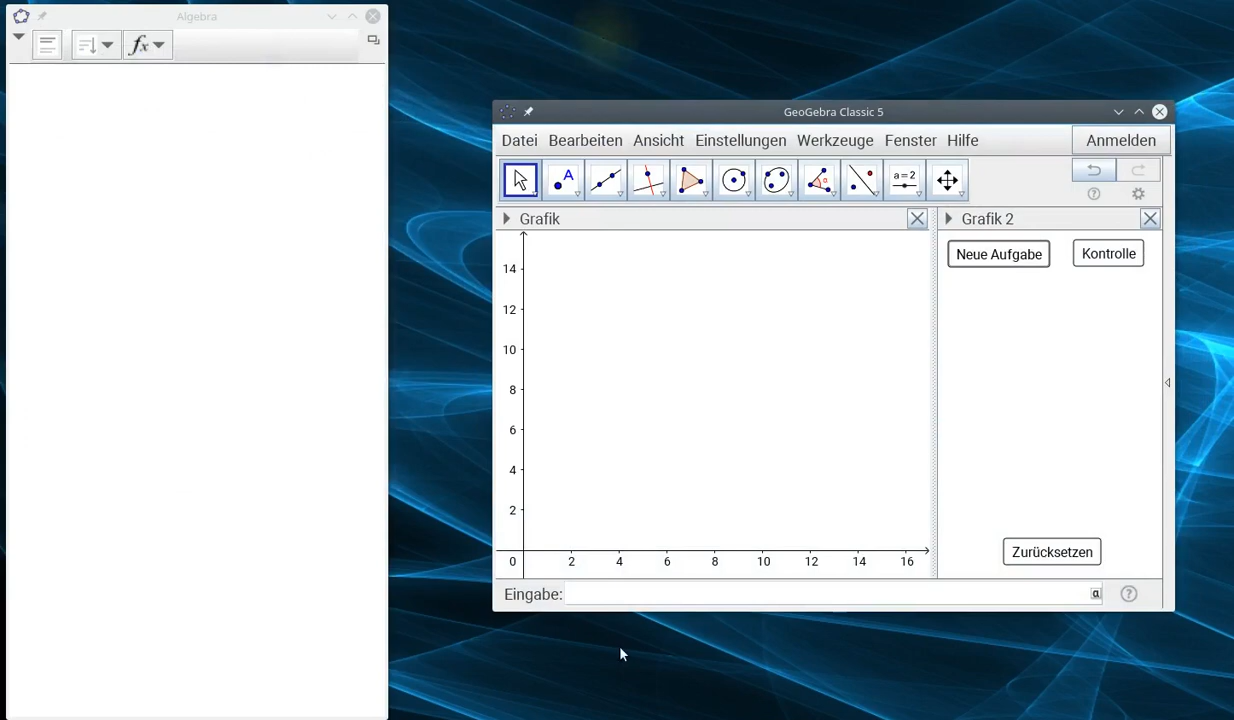 Algebra
fx
GeoGebra Classic 5
Datei Bearbeiten Ansicht Einstellungen Werkzeuge Fenster Hilfe Anmelden
A
α
a=2
Grafik
Grafik 2
Neue Aufgabe Kontrolle
14
12
10
8
6
4
2
0 2 4 6 8 10 12 14 16
Zurücksetzen
Eingabe:
α